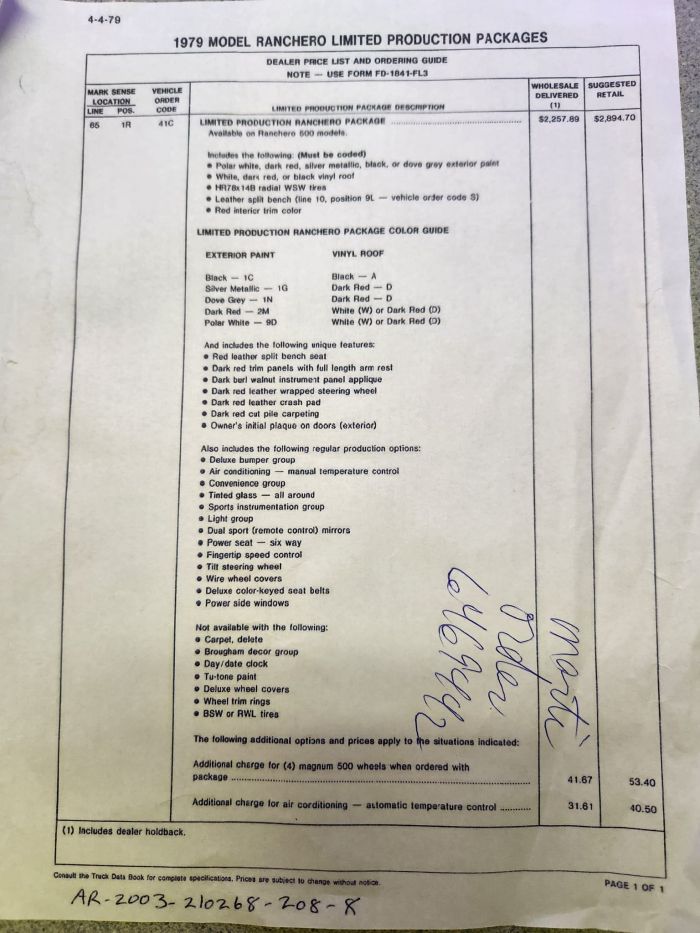 4-4-79
1979 MODEL RANCHERO LIMITED PRODUCTION PACKAGES
DEALER PRICE LIST AND ORDERING GUIDE
NOTE — USE FORM FD-1841-FL3
MARK SENSE LOCATION LINE POS. VEHICLE ORDER CODE LIMITED PRODUCTION PACKAGE DESCRIPTION WHOLESALE DELIVERED (1) SUGGESTED RETAIL
65 1R 41C LIMITED PRODUCTION RANCHERO PACKAGE $2,257.89 $2,894.70
Available on Ranchero 500 models.
Includes the following: (Must be coded)
• Polar white, dark red, silver metallic, black, or dove grey exterior paint
• White, dark red, or black vinyl roof
• HR78x14B radial WSW tires
• Leather split bench (line 10, position 9L — vehicle order code S)
• Red interior trim color
LIMITED PRODUCTION RANCHERO PACKAGE COLOR GUIDE
EXTERIOR PAINT VINYL ROOF
Black — 1C Black — A
Silver Metallic — 1G Dark Red — D
Dove Grey — 1N Dark Red — D
Dark Red — 2M White (W) or Dark Red (D)
Polar White — 9D White (W) or Dark Red (D)
And includes the following unique features:
• Red leather split bench seat
• Dark red trim panels with full length arm rest
• Dark burl walnut instrument panel applique
• Dark red leather wrapped steering wheel
• Dark red leather crash pad
• Dark red cut pile carpeting
• Owner's initial plaque on doors (exterior)
Also includes the following regular production options:
• Deluxe bumper group
• Air conditioning — manual temperature control
• Convenience group
• Tinted glass — all around
• Sports instrumentation group
• Light group
• Dual sport (remote control) mirrors
• Power seat — six way
• Fingertip speed control
• Tilt steering wheel
• Wire wheel covers
• Deluxe color-keyed seat belts
• Power side windows
Not available with the following:
• Carpet, delete
• Brougham decor group
• Day/date clock
• Tu-tone paint
• Deluxe wheel covers
• Wheel trim rings
• BSW or RWL tires
marti
order
The following additional options and prices apply to the situations indicated:
Additional charge for (4) magnum 500 wheels when ordered with
package 41.67 53.40
Additional charge for air conditioning — automatic temperature control 31.61 40.50
(1) Includes dealer holdback.
Consult the Truck Data Book for complete specifications. Prices are subject to change without notice.
PAGE 1 OF 1
AR-2003-210268-208-8